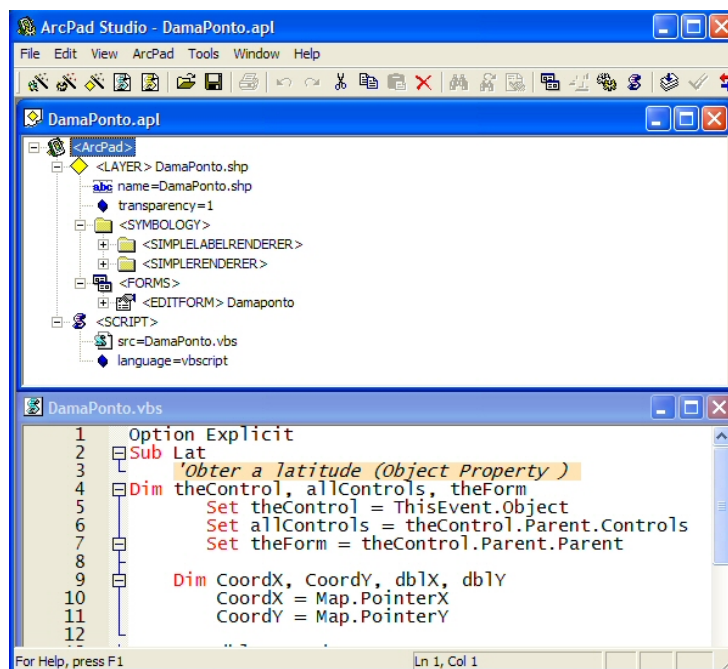 ArcPad Studio - DamaPonto.apl
File Edit View ArcPad Tools Window Help
DamaPonto.apl
<ArcPad>
<LAYER> DamaPonto.shp
abc name=DamaPonto.shp
transparency=1
<SYMBOLOGY>
<SIMPLELABELRENDERER>
<SIMPLERENDERER>
<FORMS>
<EDITFORM> Damaponto
<SCRIPT>
src=DamaPonto.vbs
language=vbscript
DamaPonto.vbs
1 Option Explicit
2 Sub Lat
3 'Obter a latitude (Object Property )
4 Dim theControl, allControls, theForm
5 Set theControl = ThisEvent.Object
6 Set allControls = theControl.Parent.Controls
7 Set theForm = theControl.Parent.Parent
8
9 Dim CoordX, CoordY, dblX, dblY
10 CoordX = Map.PointerX
11 CoordY = Map.PointerY
12
For Help, press F1 Ln 1, Col 1